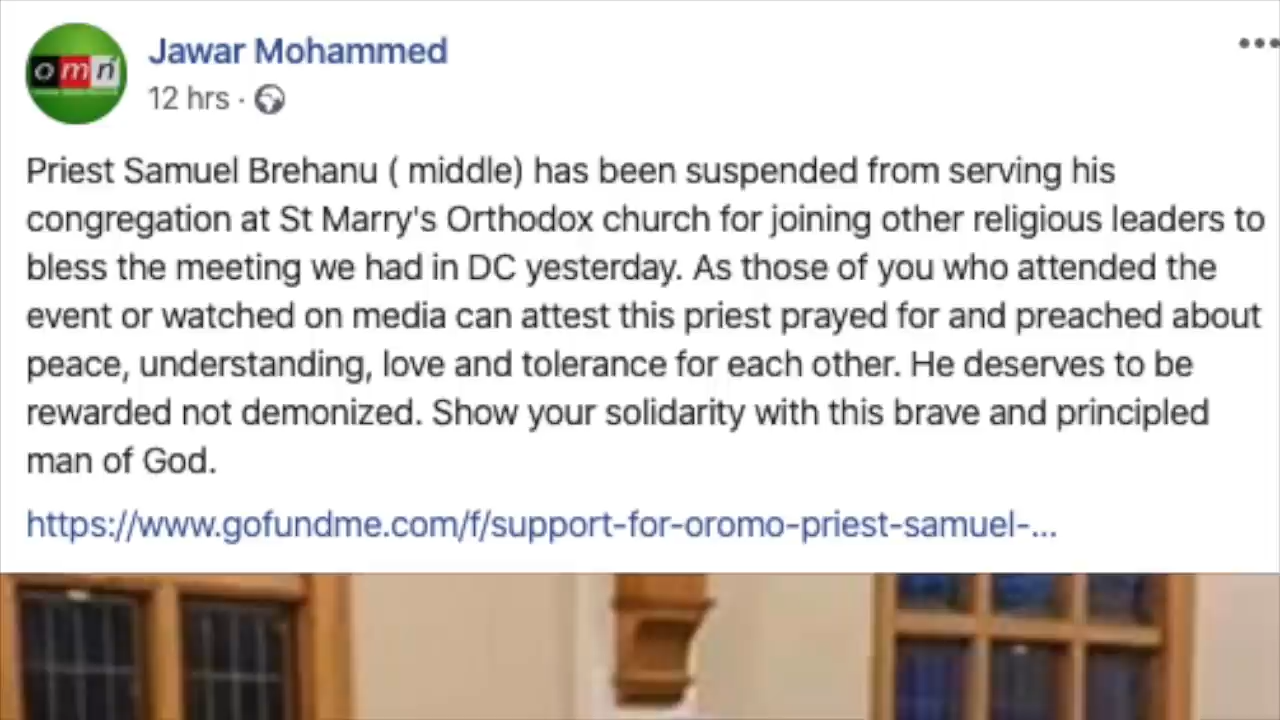 omn
Jawar Mohammed
12 hrs ·
Priest Samuel Brehanu ( middle) has been suspended from serving his
congregation at St Marry's Orthodox church for joining other religious leaders to
bless the meeting we had in DC yesterday. As those of you who attended the
event or watched on media can attest this priest prayed for and preached about
peace, understanding, love and tolerance for each other. He deserves to be
rewarded not demonized. Show your solidarity with this brave and principled
man of God.
https://www.gofundme.com/f/support-for-oromo-priest-samuel-...